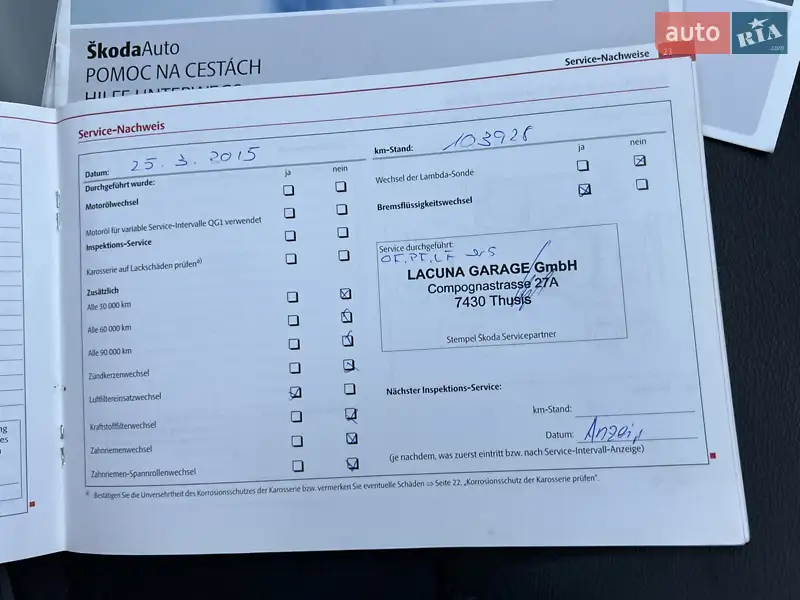 auto RIA .com
ŠkodaAuto
POMOC NA CESTÁCH
HILFE UNTERWEGS
Service-Nachweise 23
Service-Nachweis
Datum: 25.3.2015
ja nein
Durchgeführt wurde:
Motorölwechsel
Motoröl für variable Service-Intervalle QG1 verwendet
Inspektions-Service
Karosserie auf Lackschäden prüfen a)
Zusätzlich
Alle 30 000 km
Alle 60 000 km
Alle 90 000 km
Zündkerzenwechsel
Luftfiltereinsatzwechsel
Kraftstofffilterwechsel
Zahnriemenwechsel
Zahnriemen-Spannrollenwechsel
km-Stand: 103928
ja nein
Wechsel der Lambda-Sonde
Bremsflüssigkeitswechsel
Service durchgeführt:
LACUNA GARAGE GmbH
Compognastrasse 27A
7430 Thusis
Stempel Škoda Servicepartner
Nächster Inspektions-Service:
km-Stand:
Datum: Anzeig
(je nachdem, was zuerst eintritt bzw. nach Service-Intervall-Anzeige)
a) Bestätigen Sie die Unversehrtheit des Korrosionsschutzes der Karosserie bzw. vermerken Sie eventuelle Schäden ⇒ Seite 22, „Korrosionsschutz der Karosserie prüfen".